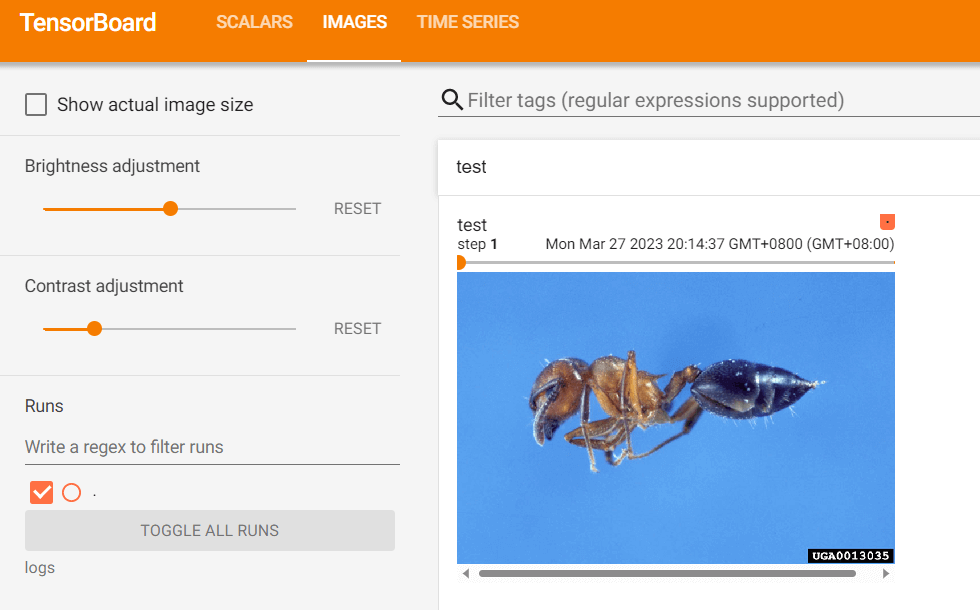 TensorBoard
SCALARS
IMAGES
TIME SERIES
Show actual image size
Brightness adjustment
RESET
Contrast adjustment
RESET
Runs
Write a regex to filter runs
.
TOGGLE ALL RUNS
logs
Filter tags (regular expressions supported)
test
test
.
step 1
Mon Mar 27 2023 20:14:37 GMT+0800 (GMT+08:00)
UGA0013035